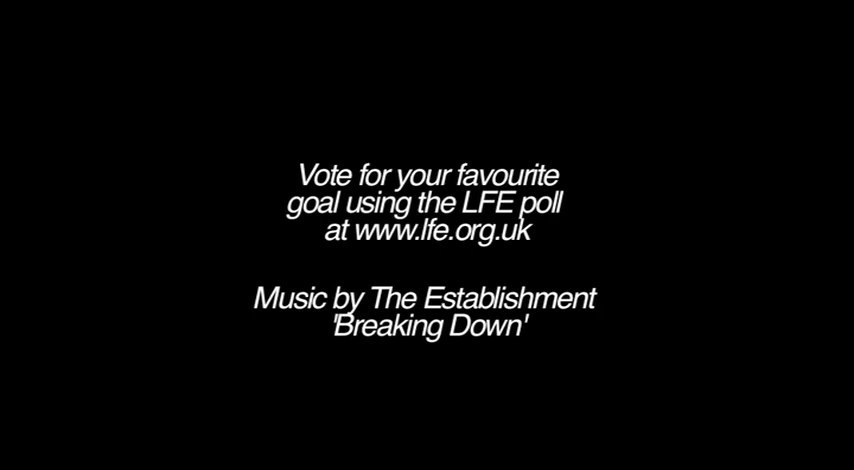 Vote for your favourite
goal using the LFE poll
at www.lfe.org.uk
Music by The Establishment
'Breaking Down'